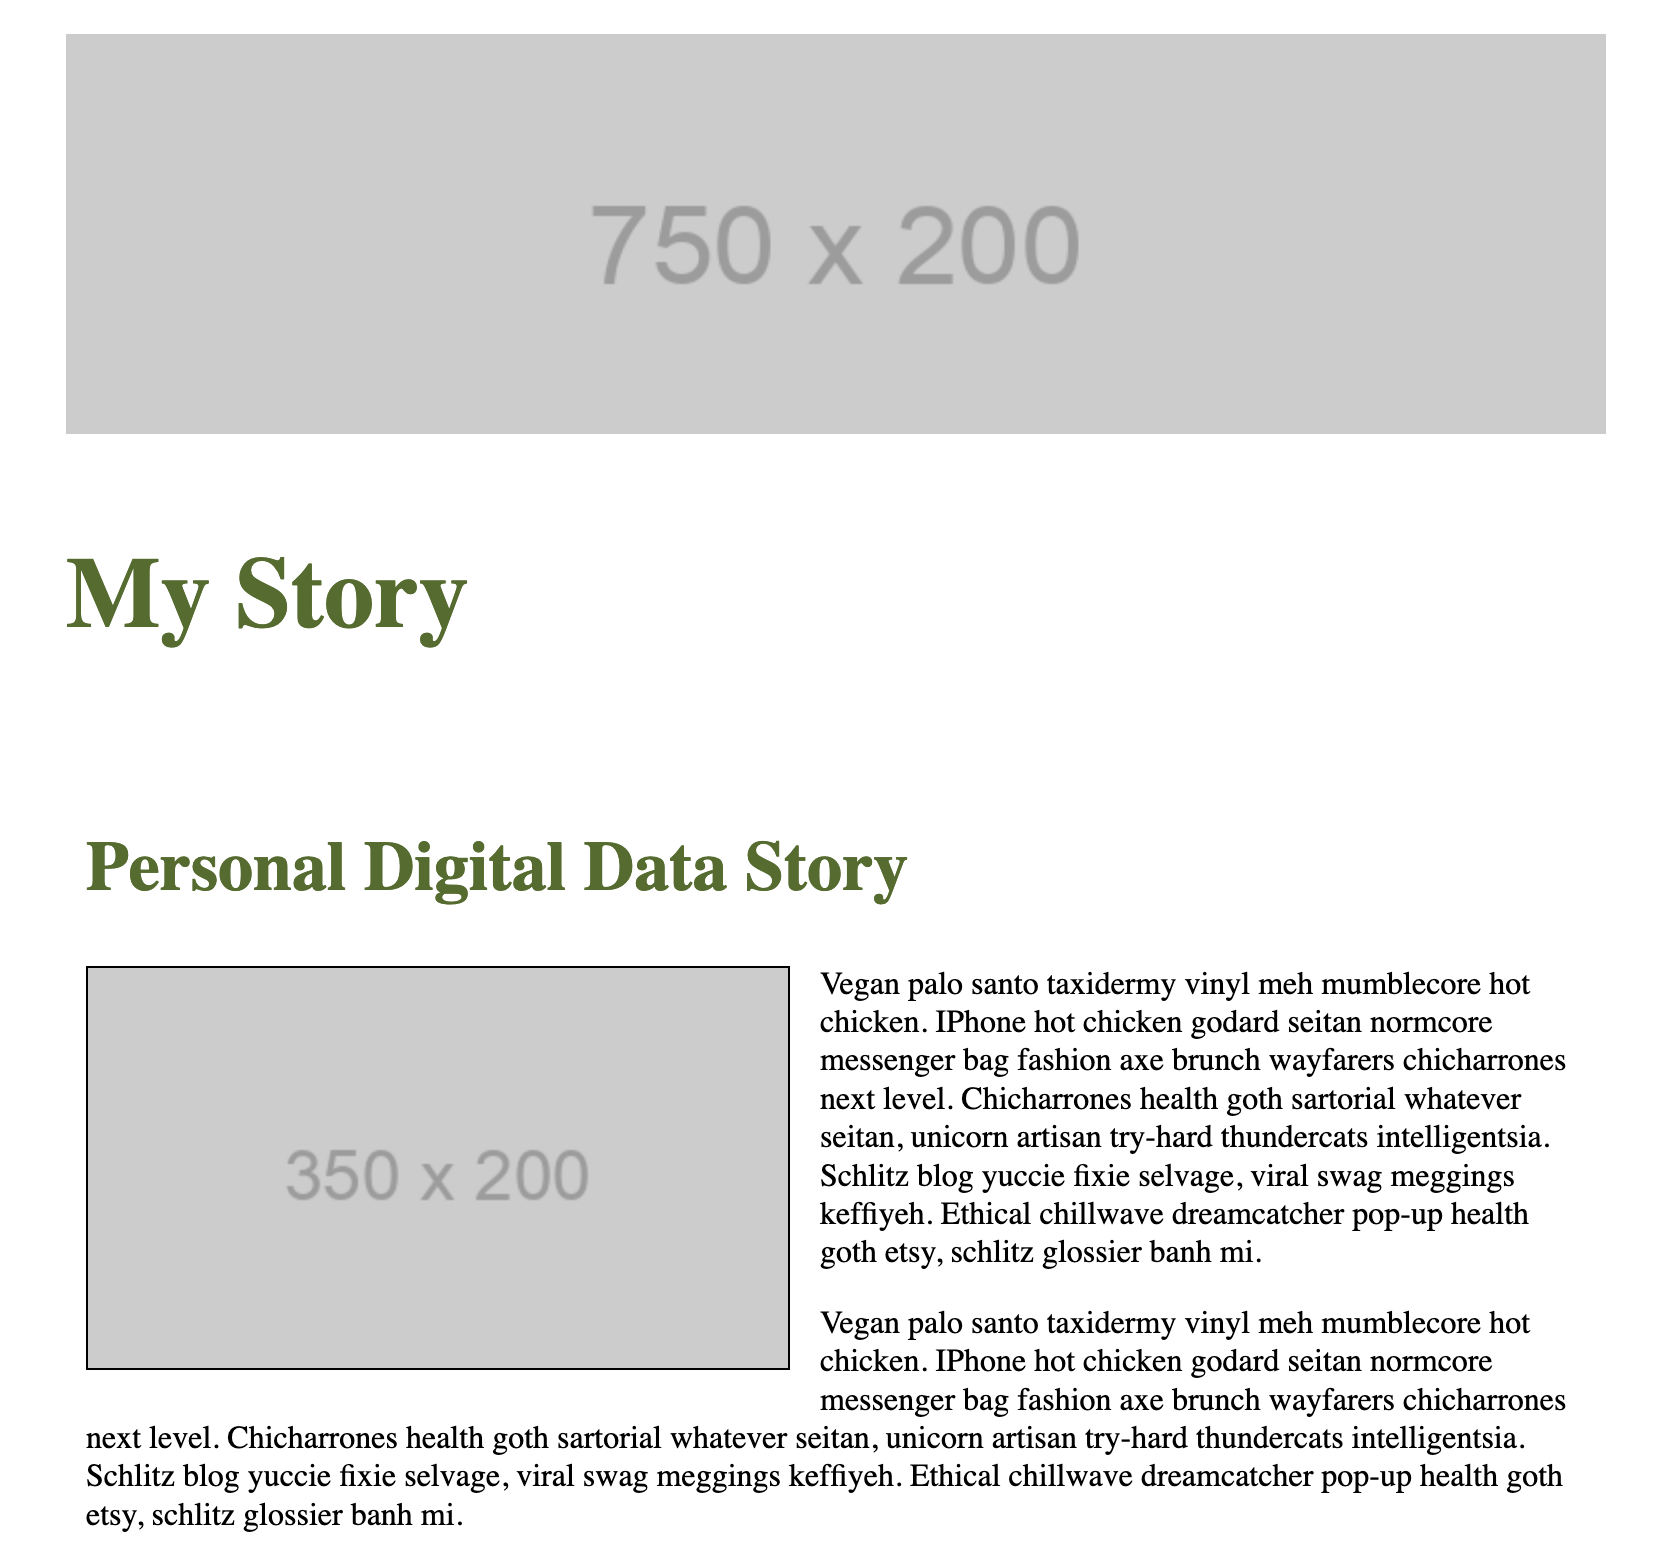 750 x 200
My Story
Personal Digital Data Story
350 x 200
Vegan palo santo taxidermy vinyl meh mumblecore hot
chicken. IPhone hot chicken godard seitan normcore
messenger bag fashion axe brunch wayfarers chicharrones
next level. Chicharrones health goth sartorial whatever
seitan, unicorn artisan try-hard thundercats intelligentsia.
Schlitz blog yuccie fixie selvage, viral swag meggings
keffiyeh. Ethical chillwave dreamcatcher pop-up health
goth etsy, schlitz glossier banh mi.
Vegan palo santo taxidermy vinyl meh mumblecore hot
chicken. IPhone hot chicken godard seitan normcore
messenger bag fashion axe brunch wayfarers chicharrones
next level. Chicharrones health goth sartorial whatever seitan, unicorn artisan try-hard thundercats intelligentsia.
Schlitz blog yuccie fixie selvage, viral swag meggings keffiyeh. Ethical chillwave dreamcatcher pop-up health goth
etsy, schlitz glossier banh mi.